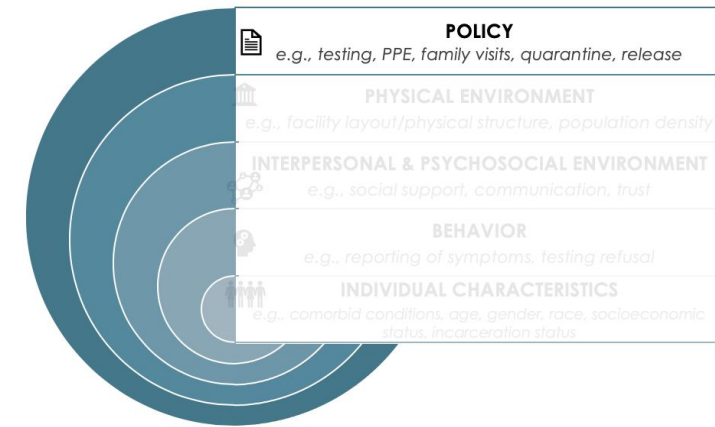 POLICY
e.g., testing, PPE, family visits, quarantine, release
PHYSICAL ENVIRONMENT
e.g., facility layout/physical structure, population density
INTERPERSONAL & PSYCHOSOCIAL ENVIRONMENT
e.g., social support, communication, trust
BEHAVIOR
e.g., reporting of symptoms, testing refusal
INDIVIDUAL CHARACTERISTICS
e.g., comorbid conditions, age, gender, race, socioeconomic
status, incarceration status